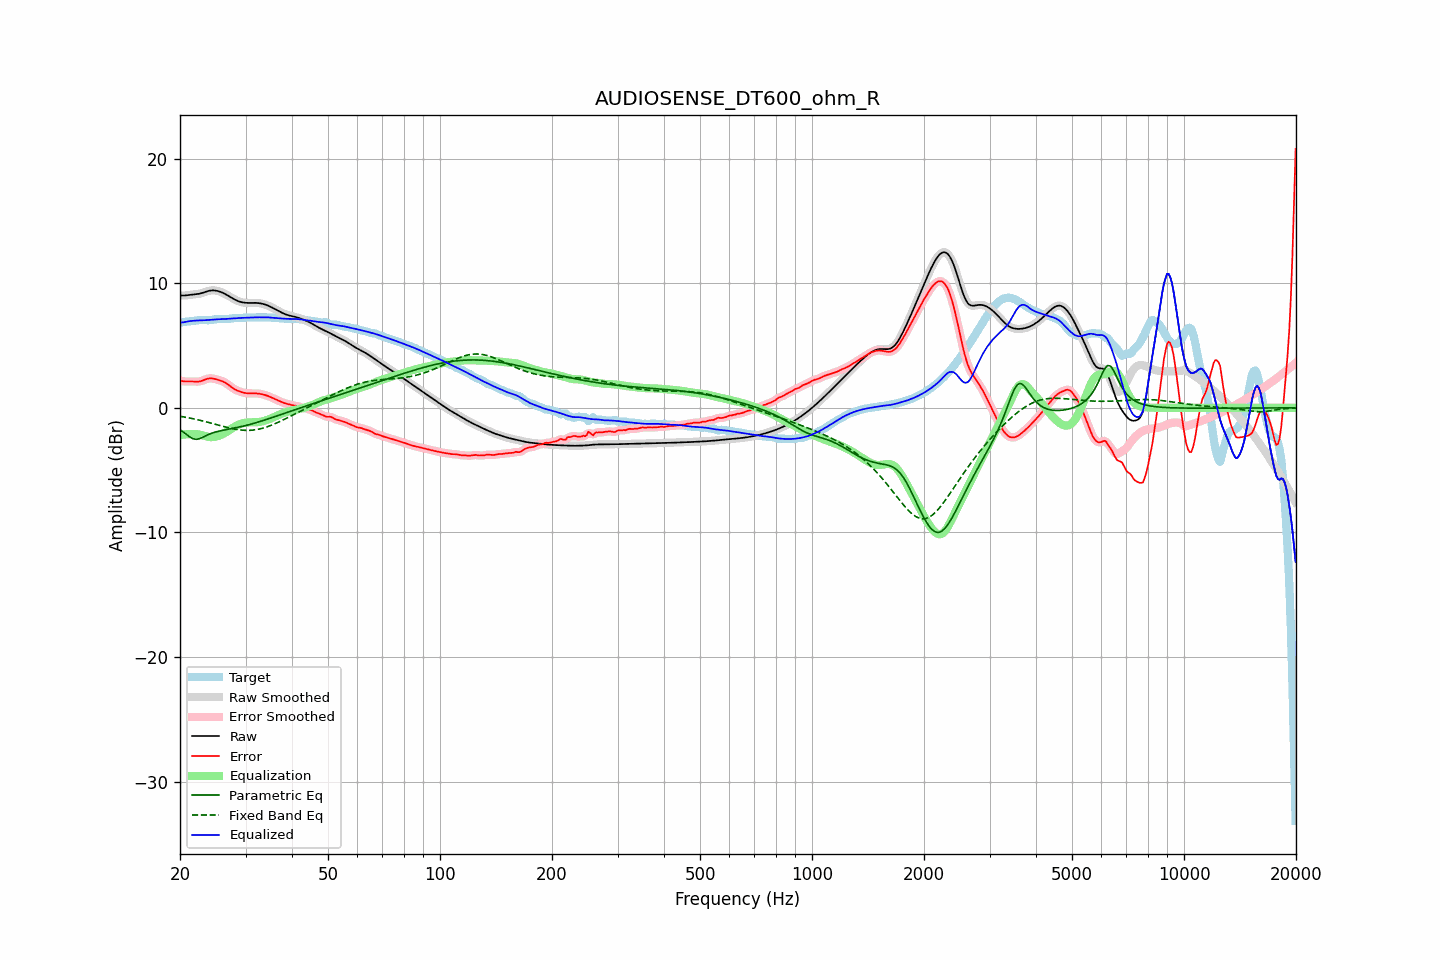 AUDIOSENSE_DT600_ohm_R
Amplitude (dBr)
20
10
0
−10
−20
−30
Target
Raw Smoothed
Error Smoothed
Raw
Error
Equalization
Parametric Eq
Fixed Band Eq
Equalized
20 50 100 200 500 1000 2000 5000 10000 20000
Frequency (Hz)